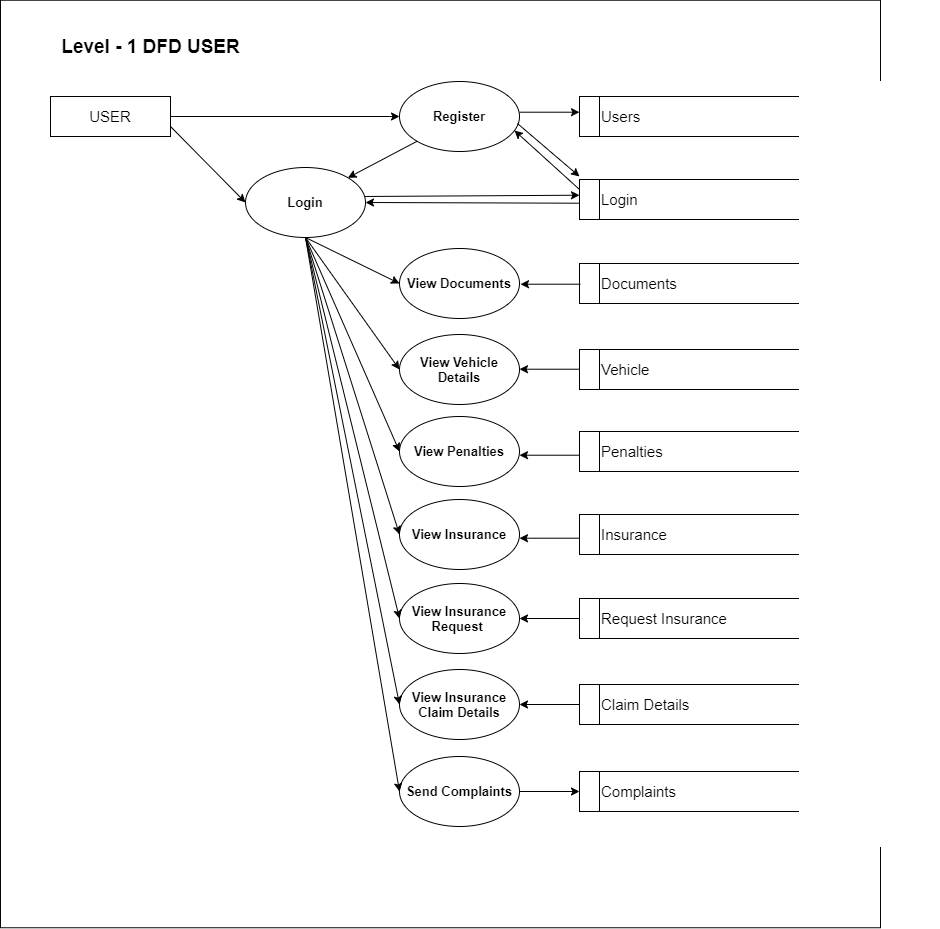 Level - 1 DFD USER
USER
Register
Users
Login
Login
View Documents
Documents
View Vehicle
Details
Vehicle
View Penalties
Penalties
View Insurance
Insurance
View Insurance
Request
Request Insurance
View Insurance
Claim Details
Claim Details
Send Complaints
Complaints